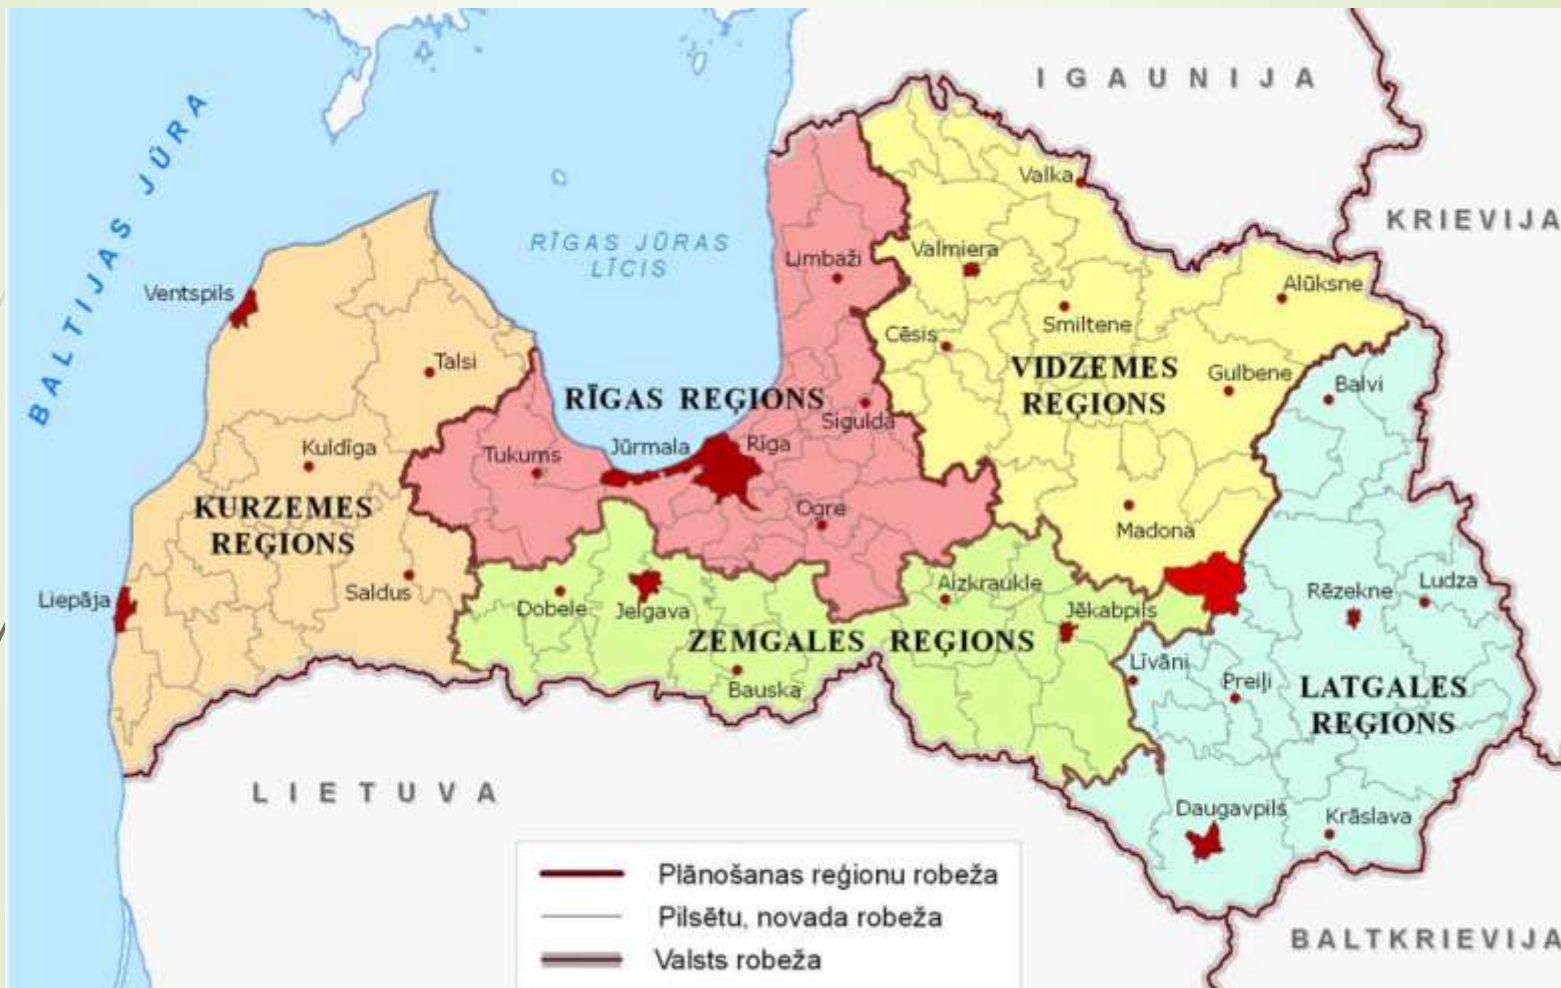 IGAUNIJA
BALTIJAS JŪRA
Valka
KRIEVIJA
RĪGAS JŪRAS
LĪCIS
Limbaži
Valmiera
Ventspils
Alūksne
Smiltene
Cēsis
Talsi
VIDZEMES
REĢIONS
Gulbene
Balvi
RĪGAS REĢIONS
Sigulda
Kuldīga
Tukums
Jūrmala
Rīga
KURZEMES
REĢIONS
Ogre
Madona
Saldus
Liepāja
Dobele
Jelgava
Aizkraukle
Jēkabpils
Rēzekne
Ludza
ZEMGALES REĢIONS
Bauska
Līvāni
Preiļi
LATGALES
REĢIONS
LIETUVA
Daugavpils
Krāslava
Plānošanas reģionu robeža
Pilsētu, novada robeža
Valsts robeža
BALTKRIEVIJA